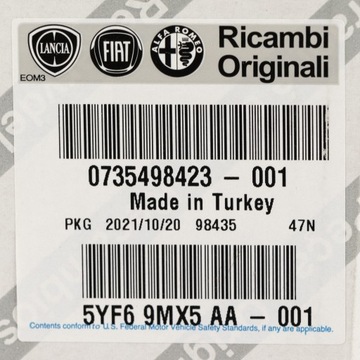 LANCIA
FIAT
ALFA ROMEO
Ricambi
Originali
EOM3
0735498423 - 001
Made in Turkey
PKG 2021/10/20 98435 47N
5YF6 9MX5 AA - 001
Contents conform to U.S. Federal Motor Vehicle Safety Standards, if any are applicable.